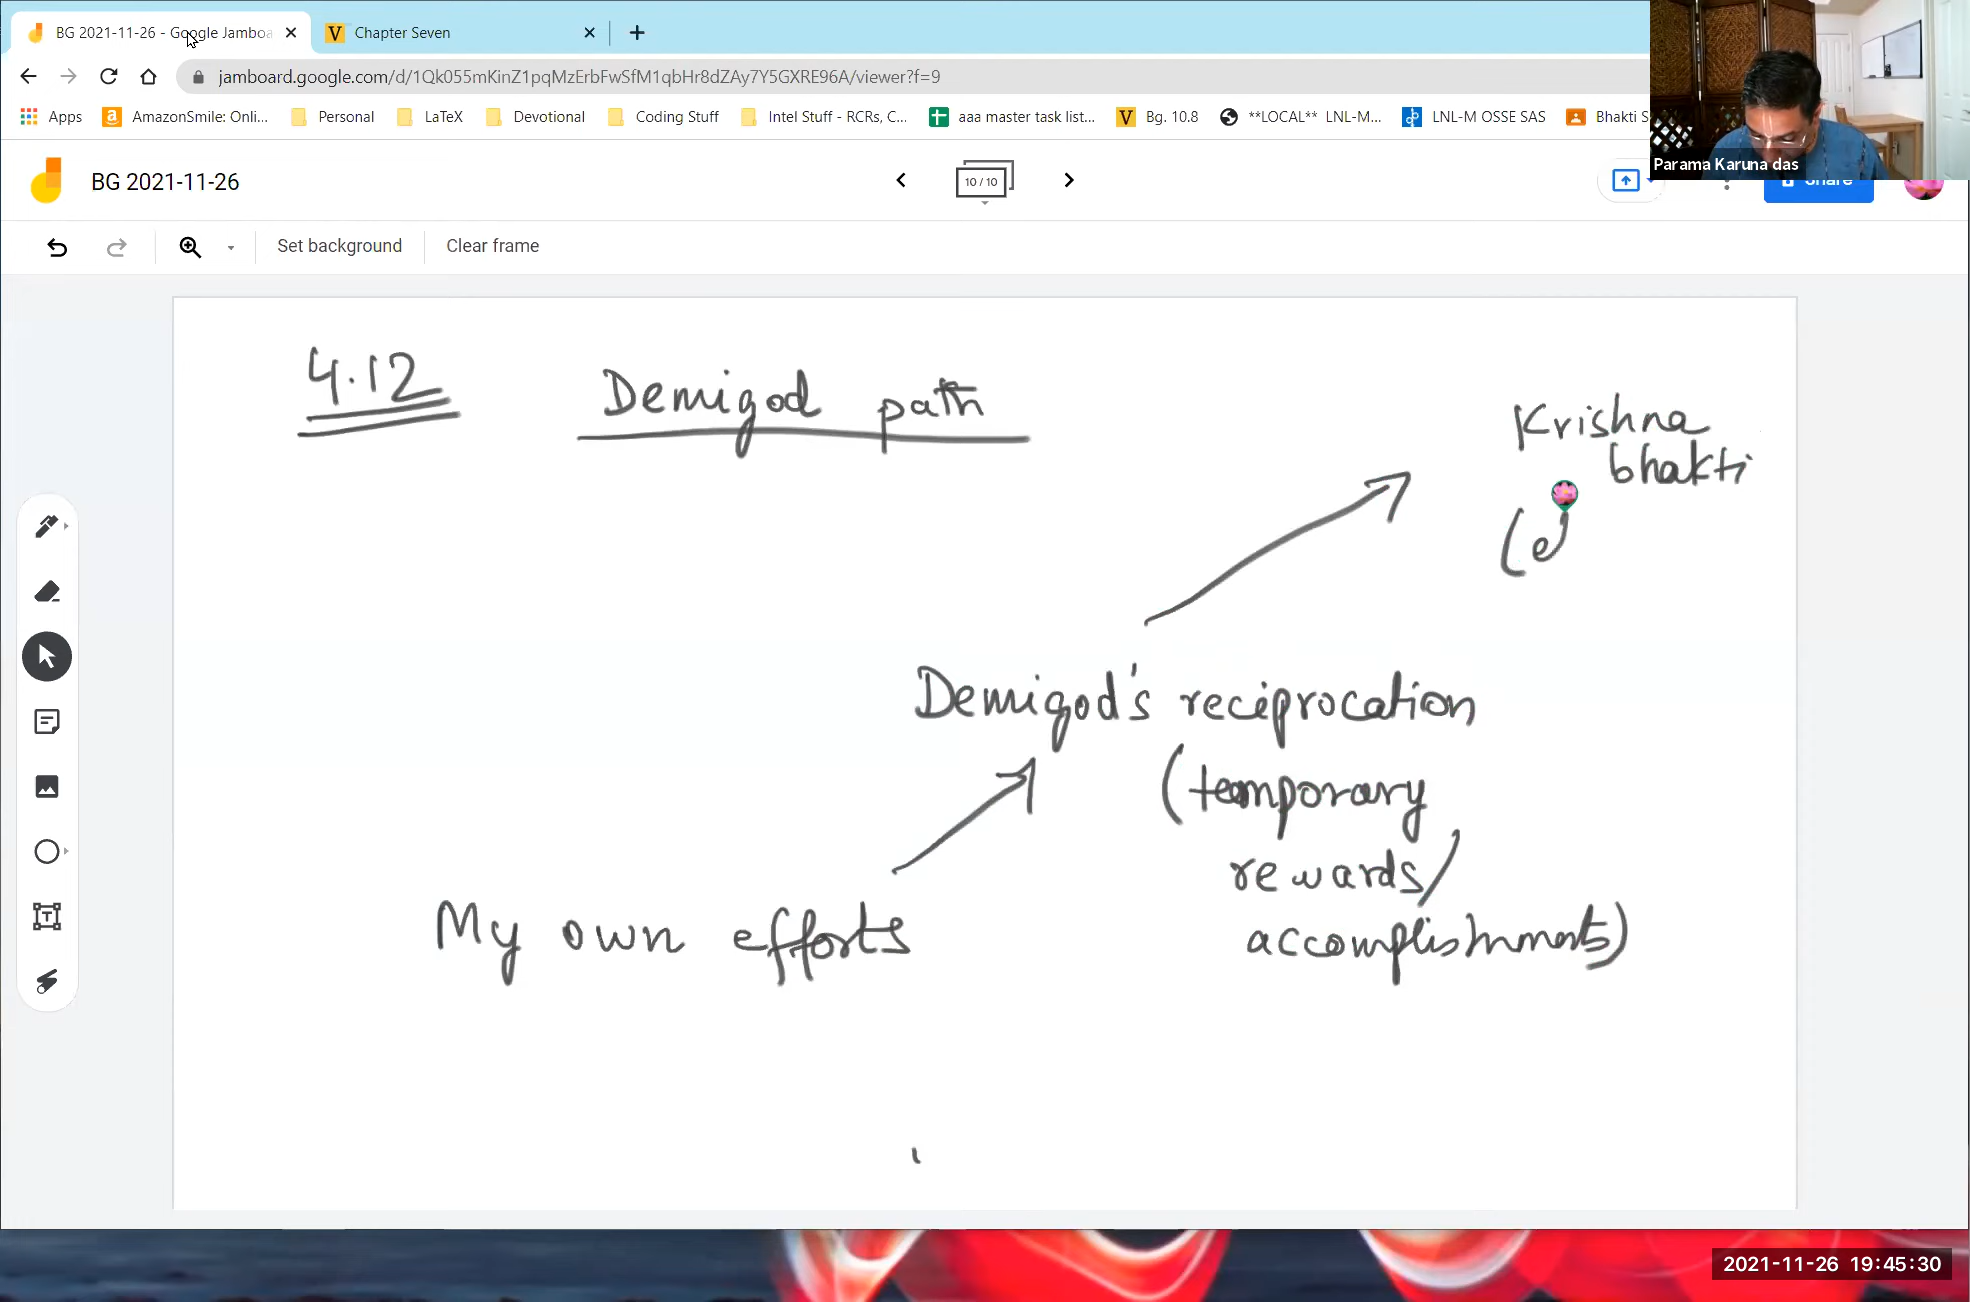 BG 2021-11-26 - Google Jamboa
Chapter Seven
jamboard.google.com/d/1Qk055mKinZ1pqMzErbFwSfM1qbHr8dZAy7Y5GXRE96A/viewer?f=9
Apps
AmazonSmile: Onli...
Personal
LaTeX
Devotional
Coding Stuff
Intel Stuff - RCRs, C...
aaa master task list...
Bg. 10.8
**LOCAL** LNL-M...
LNL-M OSSE SAS
Bhakti S
Parama Karuna das
BG 2021-11-26
10 / 10
Share
Set background
Clear frame
4.12
Demigod path
Krishna
bhakti
(e
Demigod's reciprocation
(temporary
rewards/
accomplishments)
My own efforts
2021-11-26 19:45:30